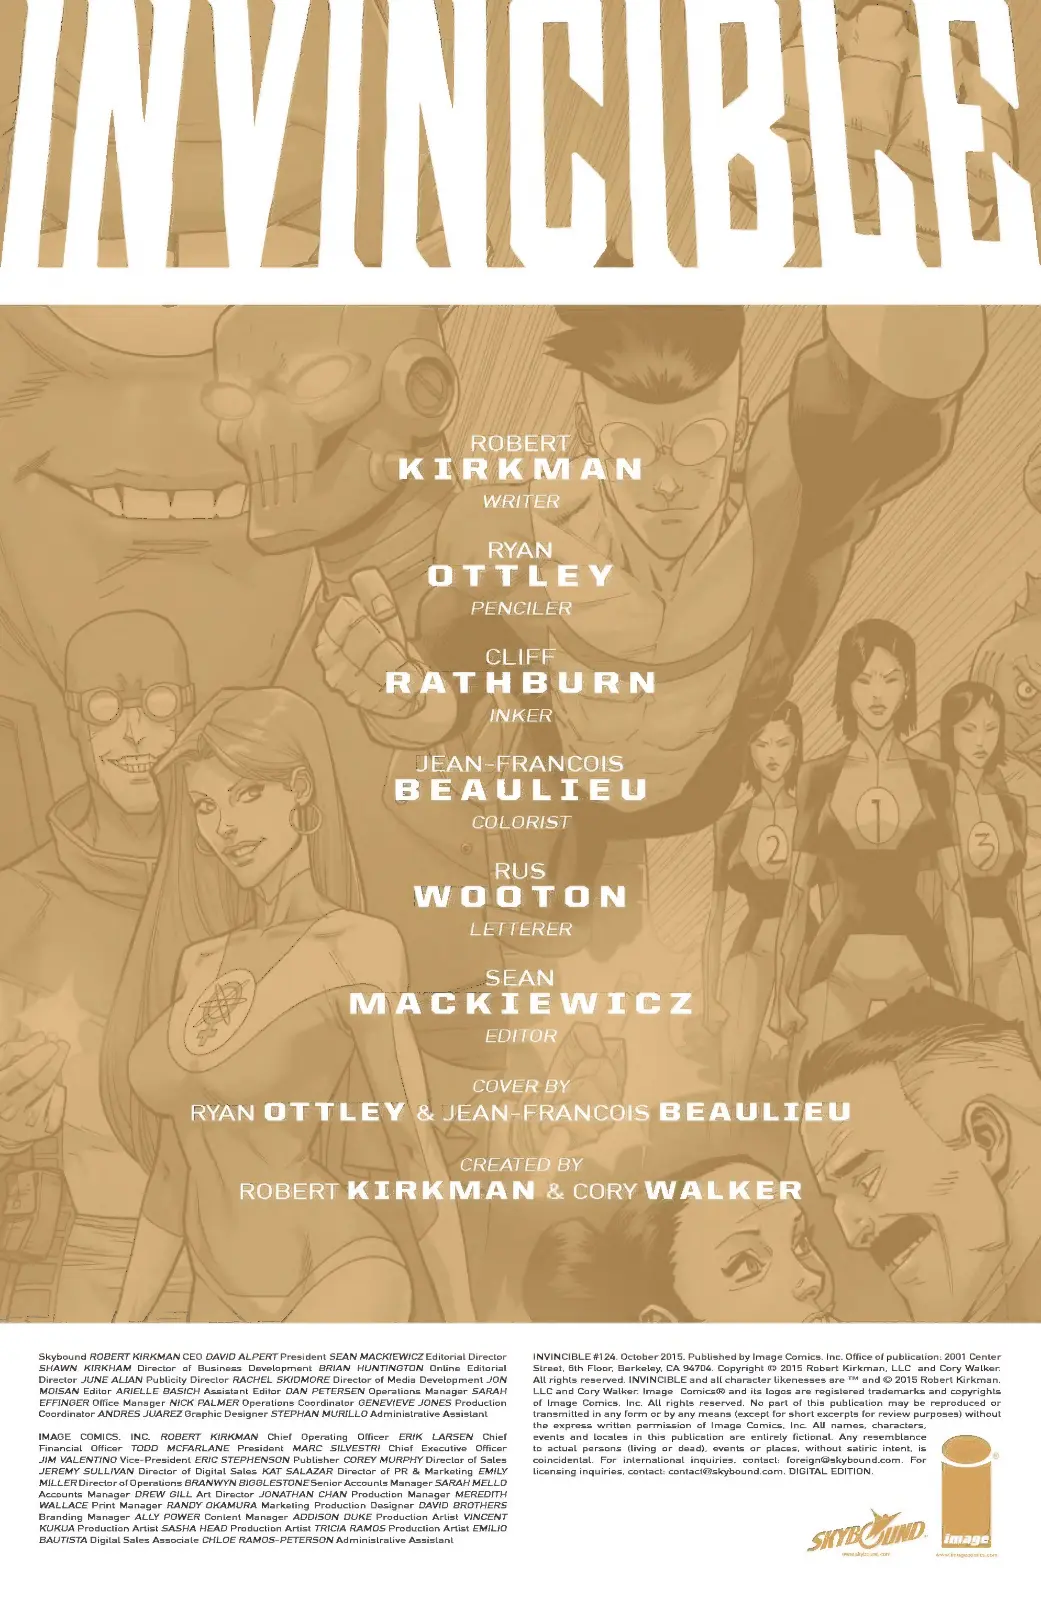 INVINCIBLE
ROBERT
KIRKMAN
WRITER
RYAN
OTTLEY
PENCILER
CLIFF
RATHBURN
INKER
JEAN-FRANCOIS
BEAULIEU
COLORIST
RUS
WOOTON
LETTERER
SEAN
MACKIEWICZ
EDITOR
COVER BY
RYAN OTTLEY & JEAN-FRANCOIS BEAULIEU
CREATED BY
ROBERT KIRKMAN & CORY WALKER
2
1
3
Skybound ROBERT KIRKMAN CEO DAVID ALPERT President SEAN MACKIEWICZ Editorial Director
SHAWN KIRKHAM Director of Business Development BRIAN HUNTINGTON Online Editorial
Director JUNE ALIAN Publicity Director RACHEL SKIDMORE Director of Media Development JON
MOISAN Editor ARIELLE BASICH Assistant Editor DAN PETERSEN Operations Manager SARAH
EFFINGER Office Manager NICK PALMER Operations Coordinator GENEVIEVE JONES Production
Coordinator ANDRES JUAREZ Graphic Designer STEPHAN MURILLO Administrative Assistant
IMAGE COMICS, INC. ROBERT KIRKMAN Chief Operating Officer ERIK LARSEN Chief
Financial Officer TODD MCFARLANE President MARC SILVESTRI Chief Executive Officer
JIM VALENTINO Vice-President ERIC STEPHENSON Publisher COREY MURPHY Director of Sales
JEREMY SULLIVAN Director of Digital Sales KAT SALAZAR Director of PR & Marketing EMILY
MILLER Director of Operations BRANWYN BIGGLESTONE Senior Accounts Manager SARAH MELLO
Accounts Manager DREW GILL Art Director JONATHAN CHAN Production Manager MEREDITH
WALLACE Print Manager RANDY OKAMURA Marketing Production Designer DAVID BROTHERS
Branding Manager ALLY POWER Content Manager ADDISON DUKE Production Artist VINCENT
KUKUA Production Artist SASHA HEAD Production Artist TRICIA RAMOS Production Artist EMILIO
BAUTISTA Digital Sales Associate CHLOE RAMOS-PETERSON Administrative Assistant
INVINCIBLE #124. October 2015. Published by Image Comics, Inc. Office of publication: 2001 Center
Street, 6th Floor, Berkeley, CA 94704. Copyright © 2015 Robert Kirkman, LLC and Cory Walker.
All rights reserved. INVINCIBLE and all character likenesses are ™ and © 2015 Robert Kirkman,
LLC and Cory Walker. Image Comics® and its logos are registered trademarks and copyrights
of Image Comics, Inc. All rights reserved. No part of this publication may be reproduced or
transmitted in any form or by any means (except for short excerpts for review purposes) without
the express written permission of Image Comics, Inc. All names, characters,
events and locales in this publication are entirely fictional. Any resemblance
to actual persons (living or dead), events or places, without satiric intent, is
coincidental. For international inquiries, contact: foreign@skybound.com. For
licensing inquiries, contact: contact@skybound.com. DIGITAL EDITION.
SKYBOUND
www.skybound.com
image
www.imagecomics.com